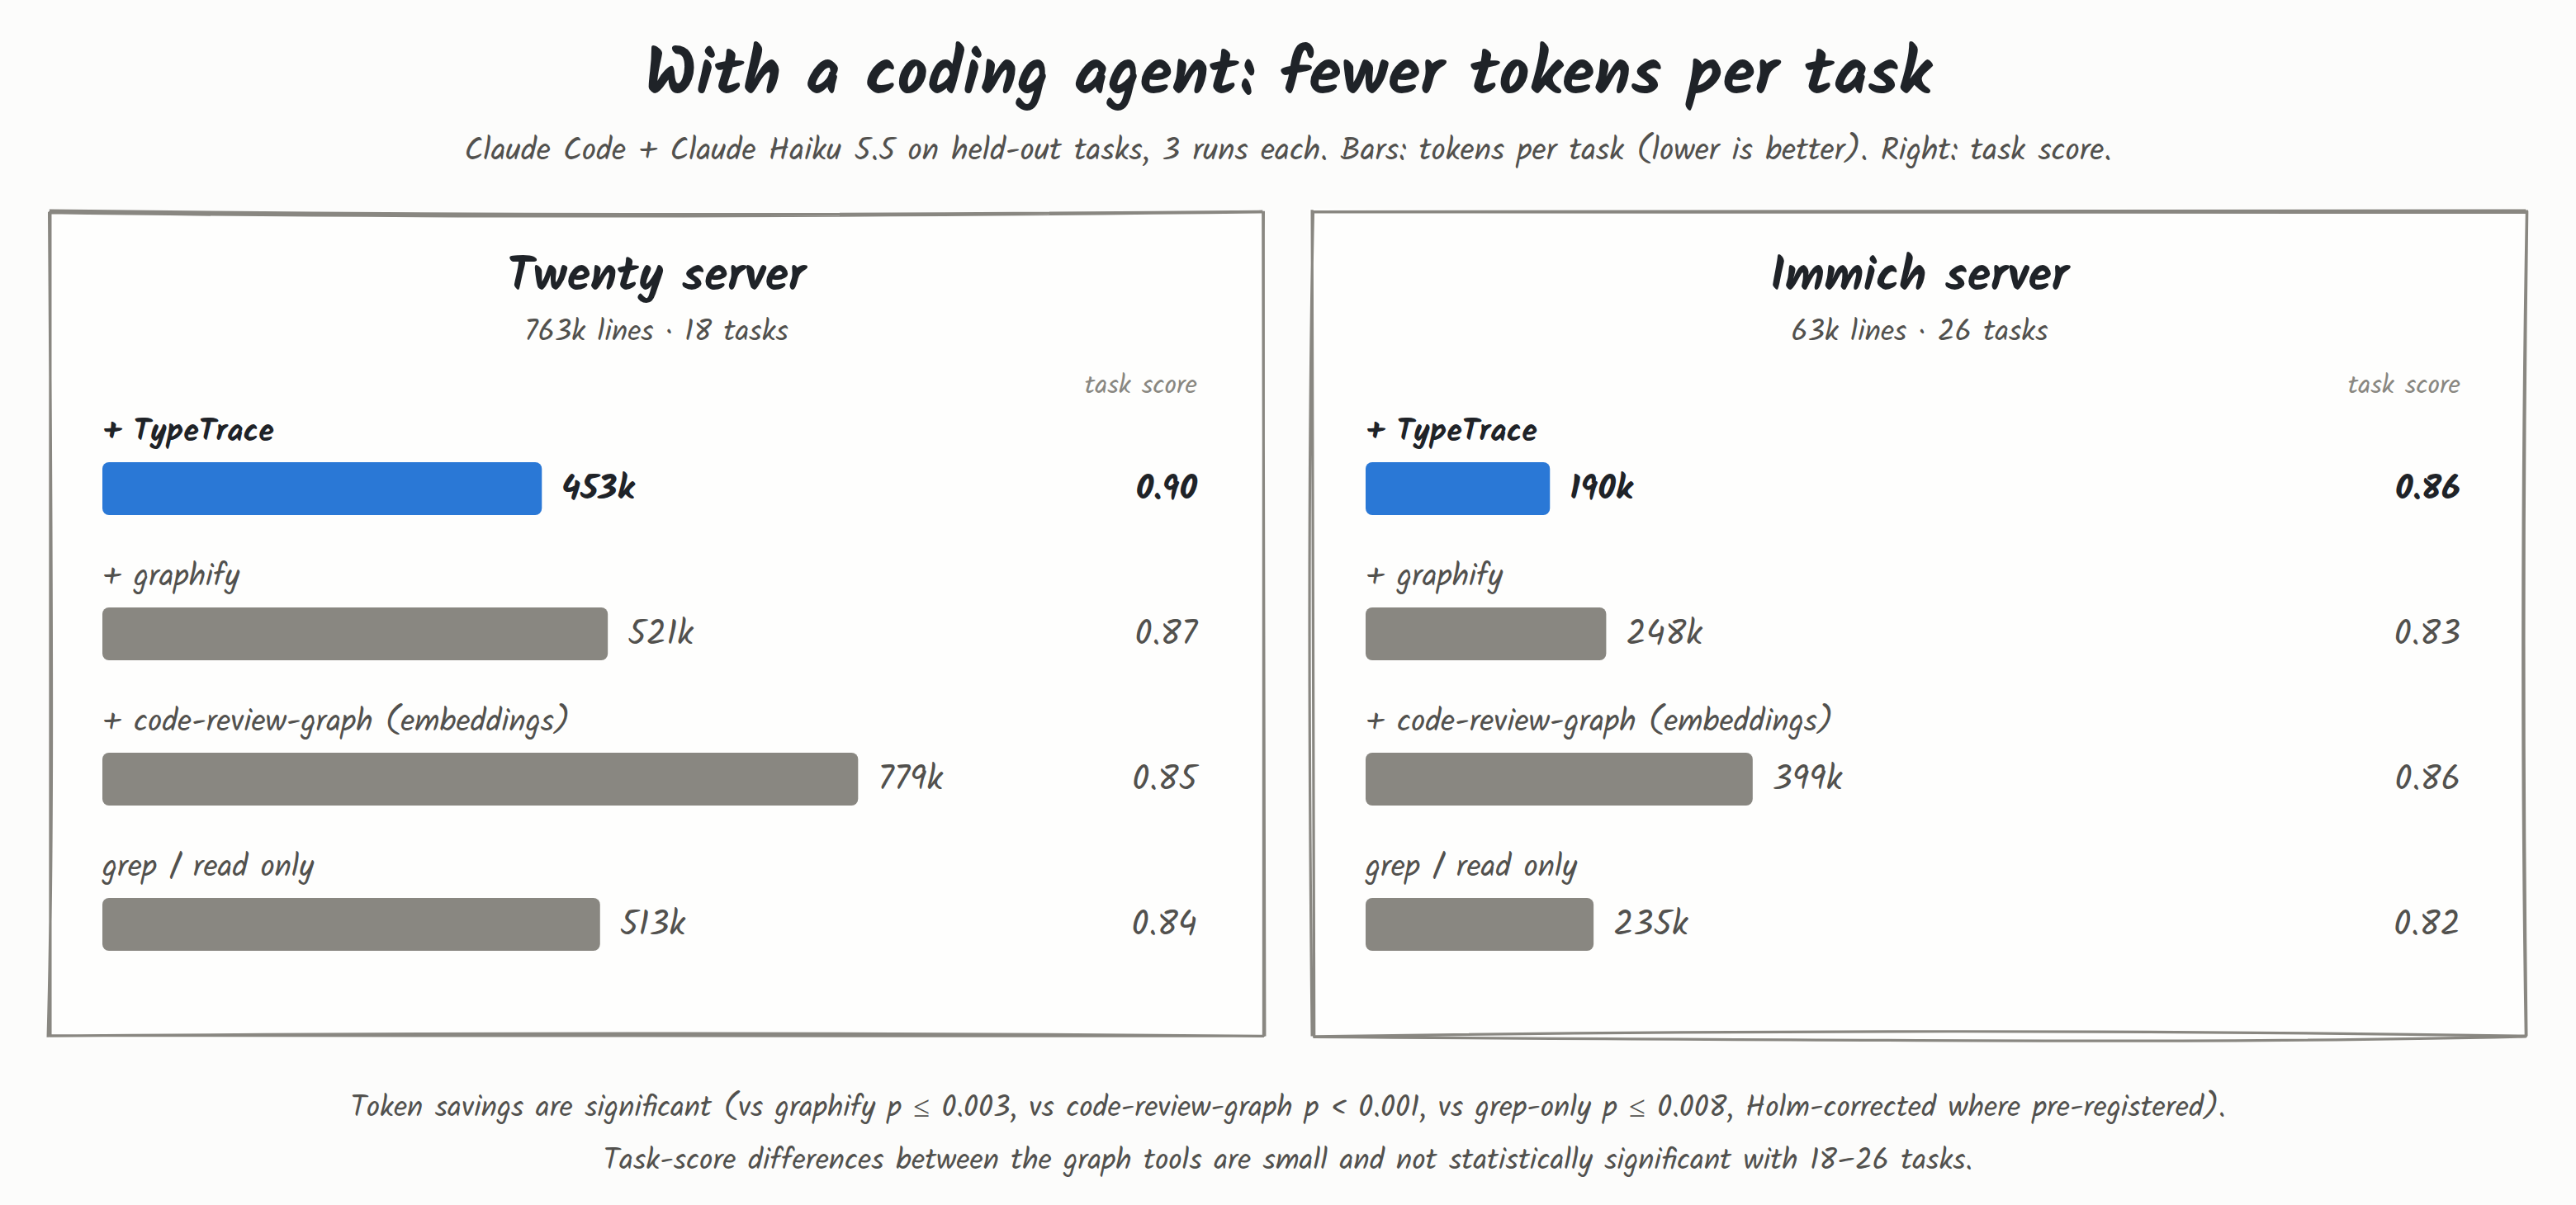 With a coding agent: fewer tokens per task
Claude Code + Claude Haiku 5.5 on held-out tasks, 3 runs each. Bars: tokens per task (lower is better). Right: task score.
Twenty server
763k lines · 18 tasks
task score
+ TypeTrace
453k 0.90
+ graphify
521k 0.87
+ code-review-graph (embeddings)
779k 0.85
grep / read only
513k 0.84
Immich server
63k lines · 26 tasks
task score
+ TypeTrace
190k 0.86
+ graphify
248k 0.83
+ code-review-graph (embeddings)
399k 0.86
grep / read only
235k 0.82
Token savings are significant (vs graphify p ≤ 0.003, vs code-review-graph p < 0.001, vs grep-only p ≤ 0.008, Holm-corrected where pre-registered).
Task-score differences between the graph tools are small and not statistically significant with 18–26 tasks.